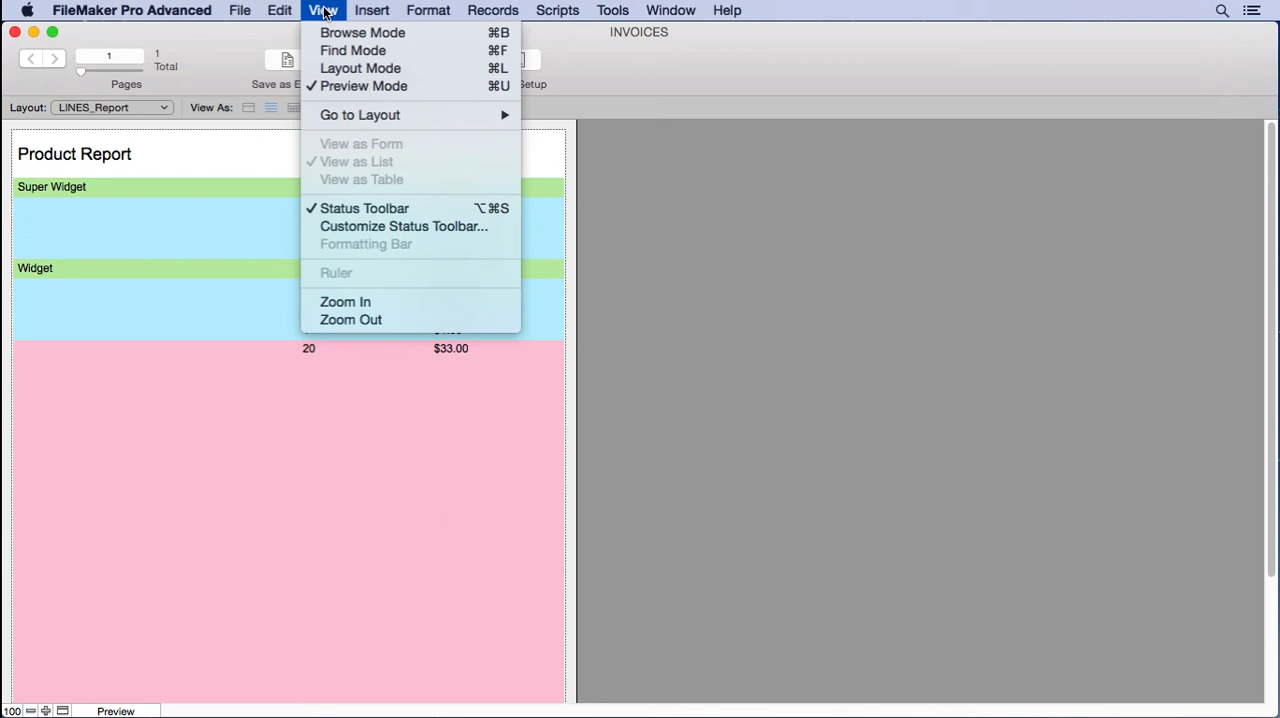 FileMaker Pro Advanced File Edit View Insert Format Records Scripts Tools Window Help
INVOICES
1
1
Total
Pages
Save as E
Setup
Layout: LINES_Report View As:
Browse Mode ⌘B
Find Mode ⌘F
Layout Mode ⌘L
✓ Preview Mode ⌘U
Go to Layout ▶
View as Form
✓ View as List
View as Table
✓ Status Toolbar ⌥⌘S
Customize Status Toolbar...
Formatting Bar
Ruler
Zoom In
Zoom Out
Product Report
Super Widget
Widget
20 $33.00
100 Preview